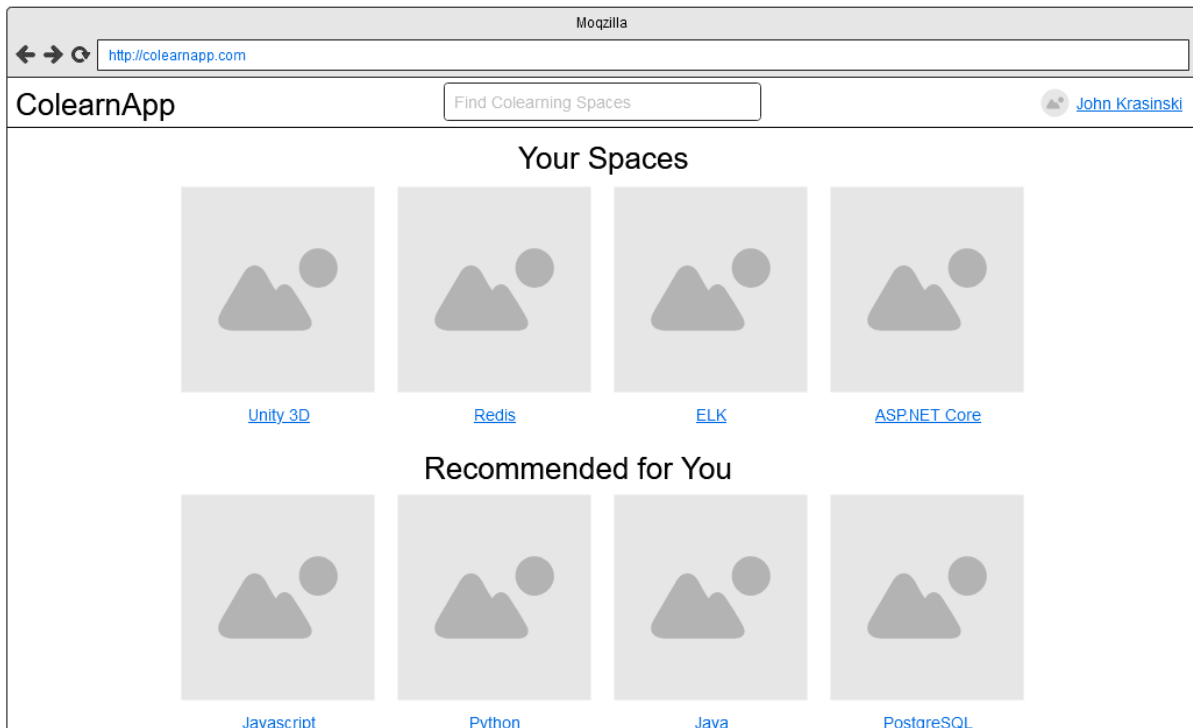 Moqzilla
http://colearnapp.com
ColearnApp
Find Colearning Spaces
John Krasinski
Your Spaces
Unity 3D
Redis
ELK
ASP.NET Core
Recommended for You
Javascript
Python
Java
PostgreSQL